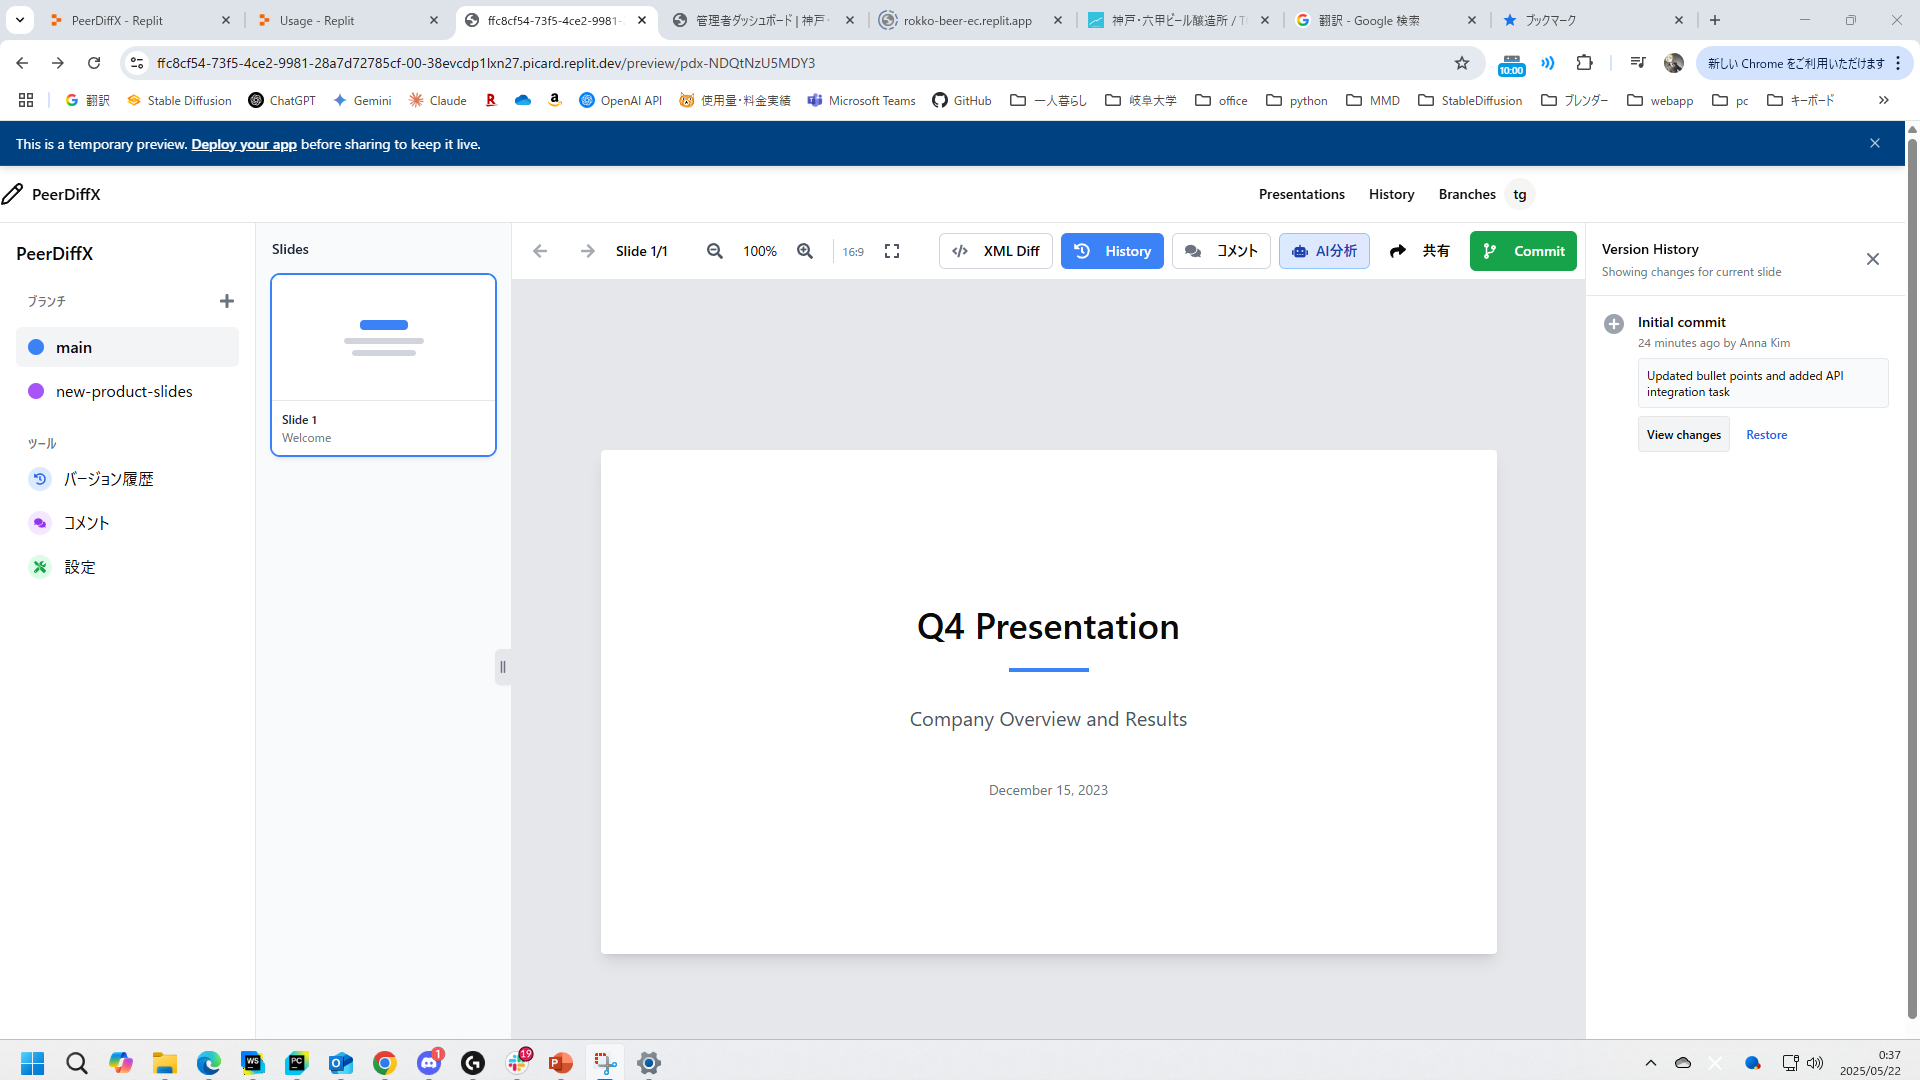 PeerDiffX - Replit
Usage - Replit
ffc8cf54-73f5-4ce2-9981-
管理者ダッシュボード | 神戸
rokko-beer-ec.replit.app
神戸・六甲ビール醸造所 /
翻訳 - Google 検索
ブックマーク
ffc8cf54-73f5-4ce2-9981-28a7d72785cf-00-38evcdp1lxn27.picard.replit.dev/preview/pdx-NDQtNzU5MDY3
10:00
新しい Chrome をご利用いただけます
翻訳
Stable Diffusion
ChatGPT
Gemini
Claude
OpenAI API
使用量・料金実績
Microsoft Teams
GitHub
一人暮らし
岐阜大学
office
python
MMD
StableDiffusion
ブレンダー
webapp
pc
キーボード
This is a temporary preview. Deploy your app before sharing to keep it live.
PeerDiffX
Presentations
History
Branches
tg
PeerDiffX
ブランチ
main
new-product-slides
ツール
バージョン履歴
コメント
設定
Slides
Slide 1
Welcome
Slide 1/1
100%
16:9
XML Diff
History
コメント
AI分析
共有
Commit
Q4 Presentation
Company Overview and Results
December 15, 2023
Version History
Showing changes for current slide
Initial commit
24 minutes ago by Anna Kim
Updated bullet points and added API
integration task
View changes
Restore
WS
PC
1
19
0:37
2025/05/22